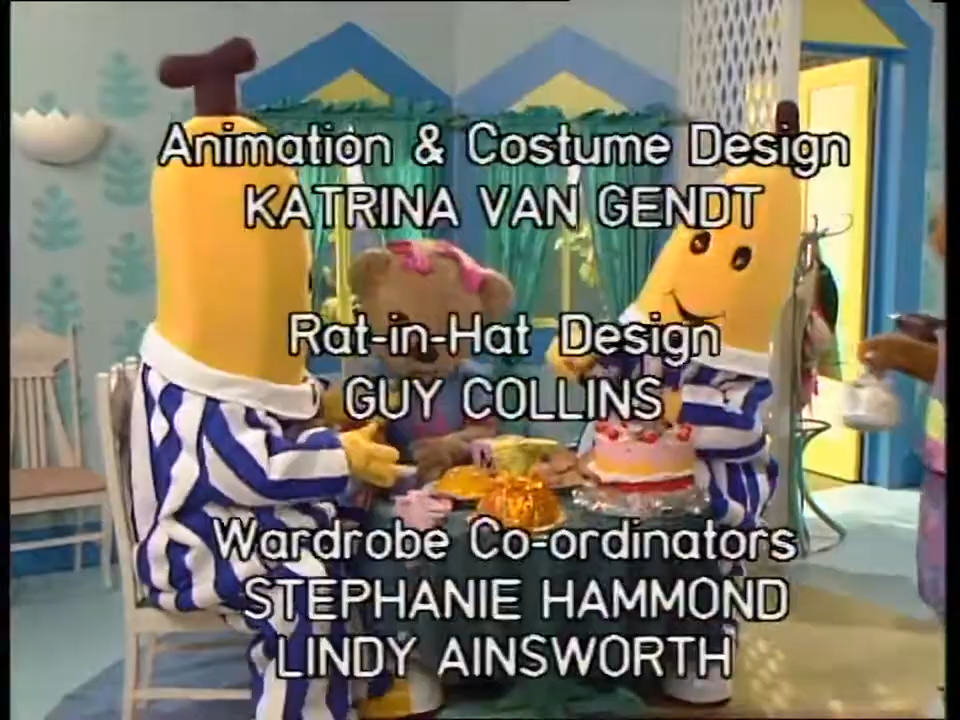 Animation & Costume Design
KATRINA VAN GENDT
Rat-in-Hat Design
GUY COLLINS
Wardrobe Co-ordinators
STEPHANIE HAMMOND
LINDY AINSWORTH